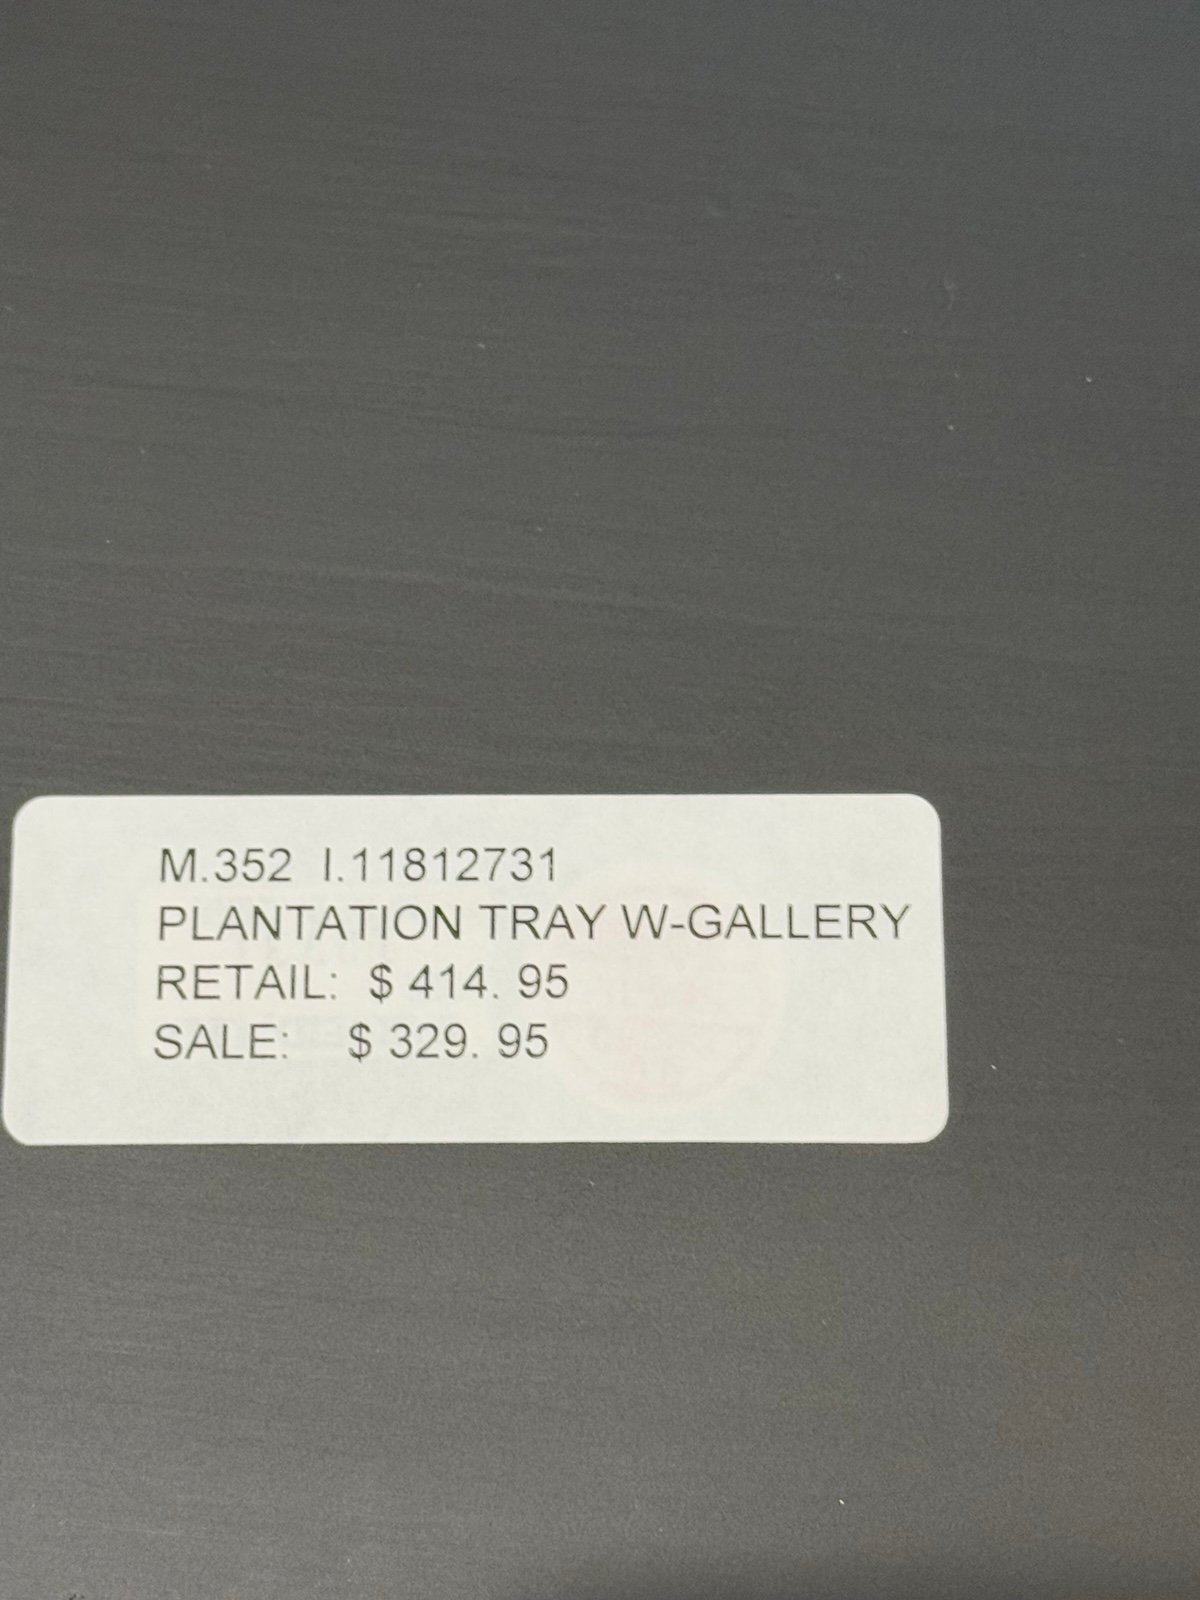 M.352 I.11812731
PLANTATION TRAY W-GALLERY
RETAIL: $ 414. 95
SALE: $ 329. 95